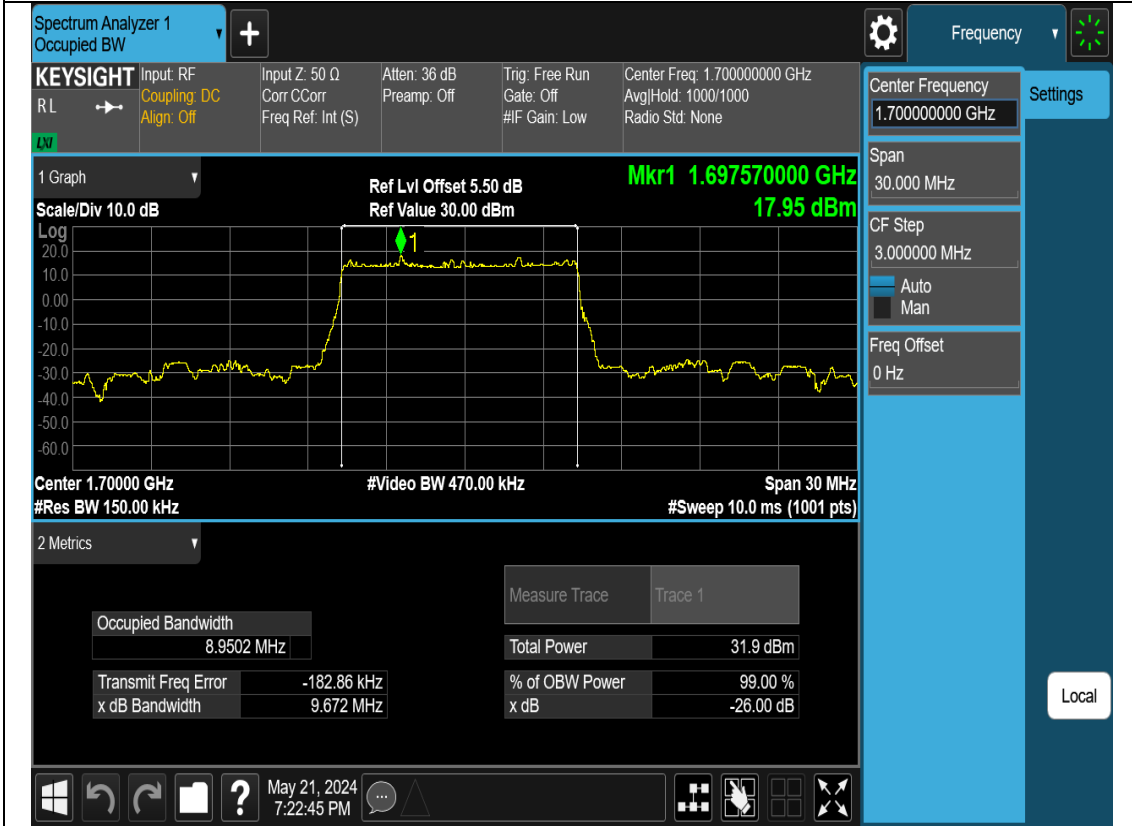 Spectrum Analyzer 1
Occupied BW
+
Frequency
KEYSIGHT
R L
LXI
Input: RF
Coupling: DC
Align: Off
Input Z: 50 Ω
Corr CCorr
Freq Ref: Int (S)
Atten: 36 dB
Preamp: Off
Trig: Free Run
Gate: Off
#IF Gain: Low
Center Freq: 1.700000000 GHz
Avg|Hold: 1000/1000
Radio Std: None
Center Frequency
1.700000000 GHz
Settings
Span
30.000 MHz
CF Step
3.000000 MHz
Auto
Man
Freq Offset
0 Hz
Local
1 Graph
Scale/Div 10.0 dB
Ref Lvl Offset 5.50 dB
Ref Value 30.00 dBm
Mkr1 1.697570000 GHz
17.95 dBm
Log
1
20.0
10.0
0.00
-10.0
-20.0
-30.0
-40.0
-50.0
-60.0
Center 1.70000 GHz
#Video BW 470.00 kHz
Span 30 MHz
#Res BW 150.00 kHz
#Sweep 10.0 ms (1001 pts)
2 Metrics
Measure Trace Trace 1
Occupied Bandwidth
8.9502 MHz
Total Power 31.9 dBm
Transmit Freq Error -182.86 kHz
% of OBW Power 99.00 %
x dB Bandwidth 9.672 MHz
x dB -26.00 dB
?
May 21, 2024
7:22:45 PM